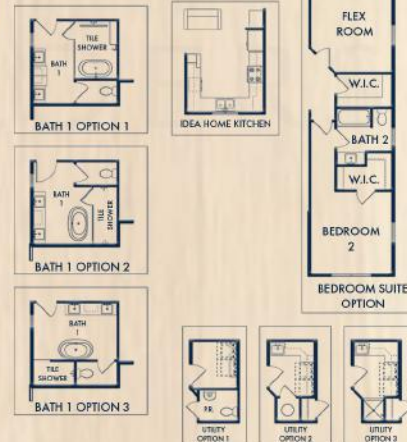 TILE
SHOWER
BATH
1
BATH 1 OPTION 1
IDEA HOME KITCHEN
FLEX
ROOM
W.I.C.
BATH 2
W.I.C.
BEDROOM
2
BEDROOM SUITE
OPTION
BATH
1
TILE
SHOWER
BATH 1 OPTION 2
BATH
1
TILE
SHOWER
BATH 1 OPTION 3
P.R.
UTILITY
OPTION 1
UTILITY
OPTION 2
UTILITY
OPTION 3